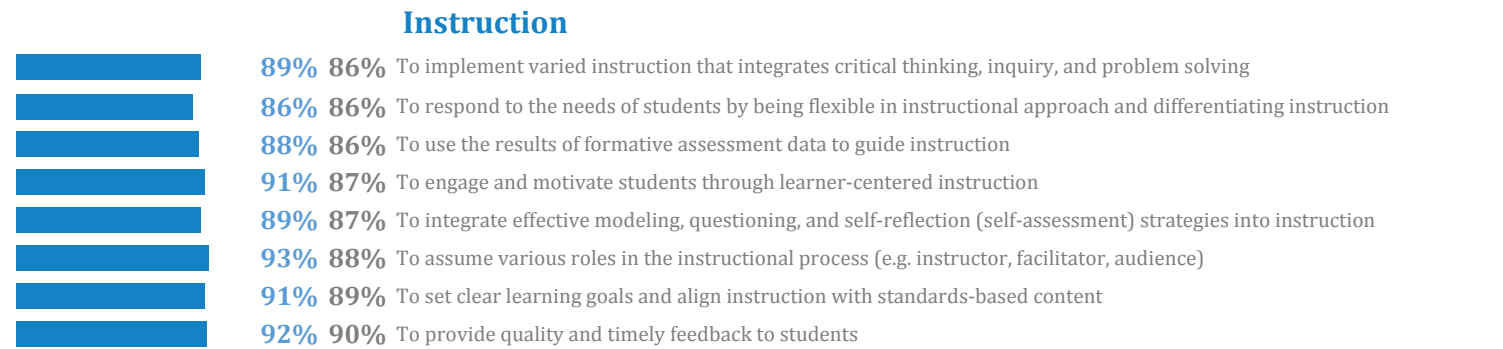 Instruction
89% 86% To implement varied instruction that integrates critical thinking, inquiry, and problem solving
86% 86% To respond to the needs of students by being flexible in instructional approach and differentiating instruction
88% 86% To use the results of formative assessment data to guide instruction
91% 87% To engage and motivate students through learner-centered instruction
89% 87% To integrate effective modeling, questioning, and self-reflection (self-assessment) strategies into instruction
93% 88% To assume various roles in the instructional process (e.g. instructor, facilitator, audience)
91% 89% To set clear learning goals and align instruction with standards-based content
92% 90% To provide quality and timely feedback to students